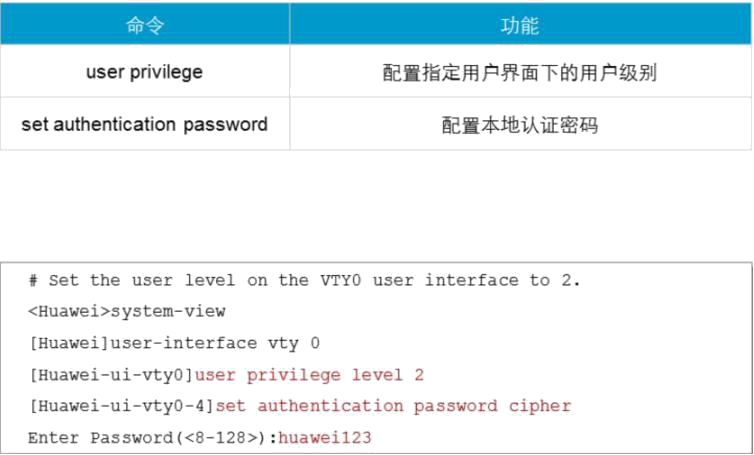 命令 功能
user privilege 配置指定用户界面下的用户级别
set authentication password 配置本地认证密码
# Set the user level on the VTY0 user interface to 2.
<Huawei>system-view
[Huawei]user-interface vty 0
[Huawei-ui-vty0]user privilege level 2
[Huawei-ui-vty0-4]set authentication password cipher
Enter Password(<8-128>):huawei123